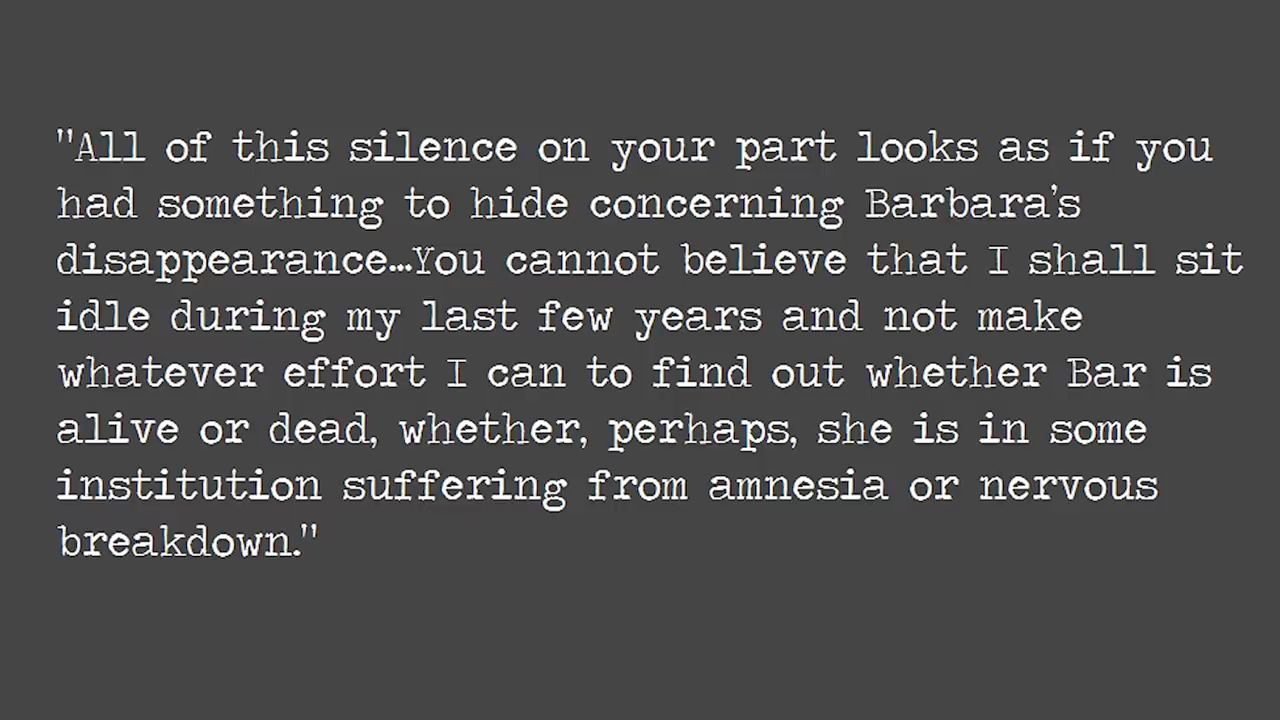 "All of this silence on your part looks as if you
had something to hide concerning Barbara's
disappearance...You cannot believe that I shall sit
idle during my last few years and not make
whatever effort I can to find out whether Bar is
alive or dead, whether, perhaps, she is in some
institution suffering from amnesia or nervous
breakdown."